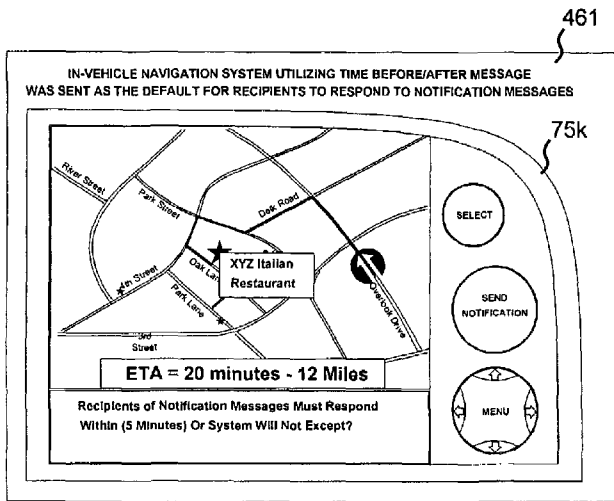 461
IN-VEHICLE NAVIGATION SYSTEM UTILIZING TIME BEFORE/AFTER MESSAGE
WAS SENT AS THE DEFAULT FOR RECIPIENTS TO RESPOND TO NOTIFICATION MESSAGES
75k
River Street
Park Street
Delk Road
SELECT
XYZ Italian
Restaurant
Oak
4th Street
Park Lane
Overlook Drive
SEND
NOTIFICATION
3rd
Street
ETA = 20 minutes - 12 Miles
MENU
Recipients of Notification Messages Must Respond
Within (5 Minutes) Or System Will Not Except?